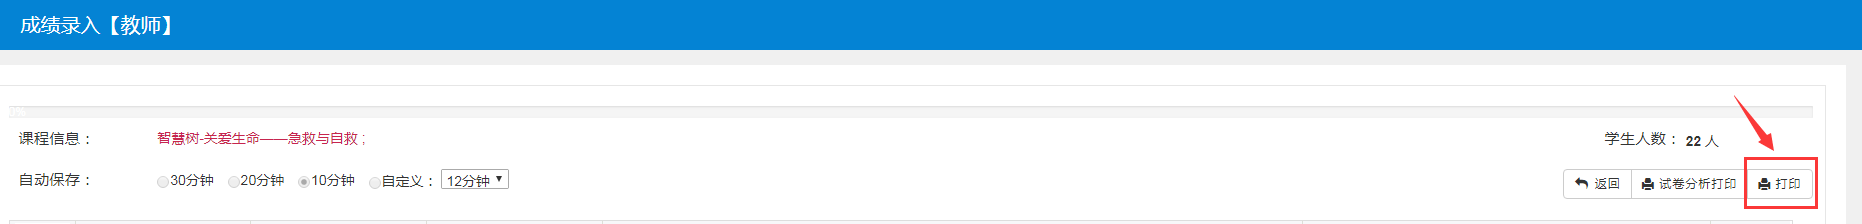 成绩录入【教师】
课程信息： 智慧树-关爱生命——急救与自救 ; 学生人数： 22 人
自动保存： 30分钟 20分钟 10分钟 自定义： 12分钟 返回 试卷分析打印 打印